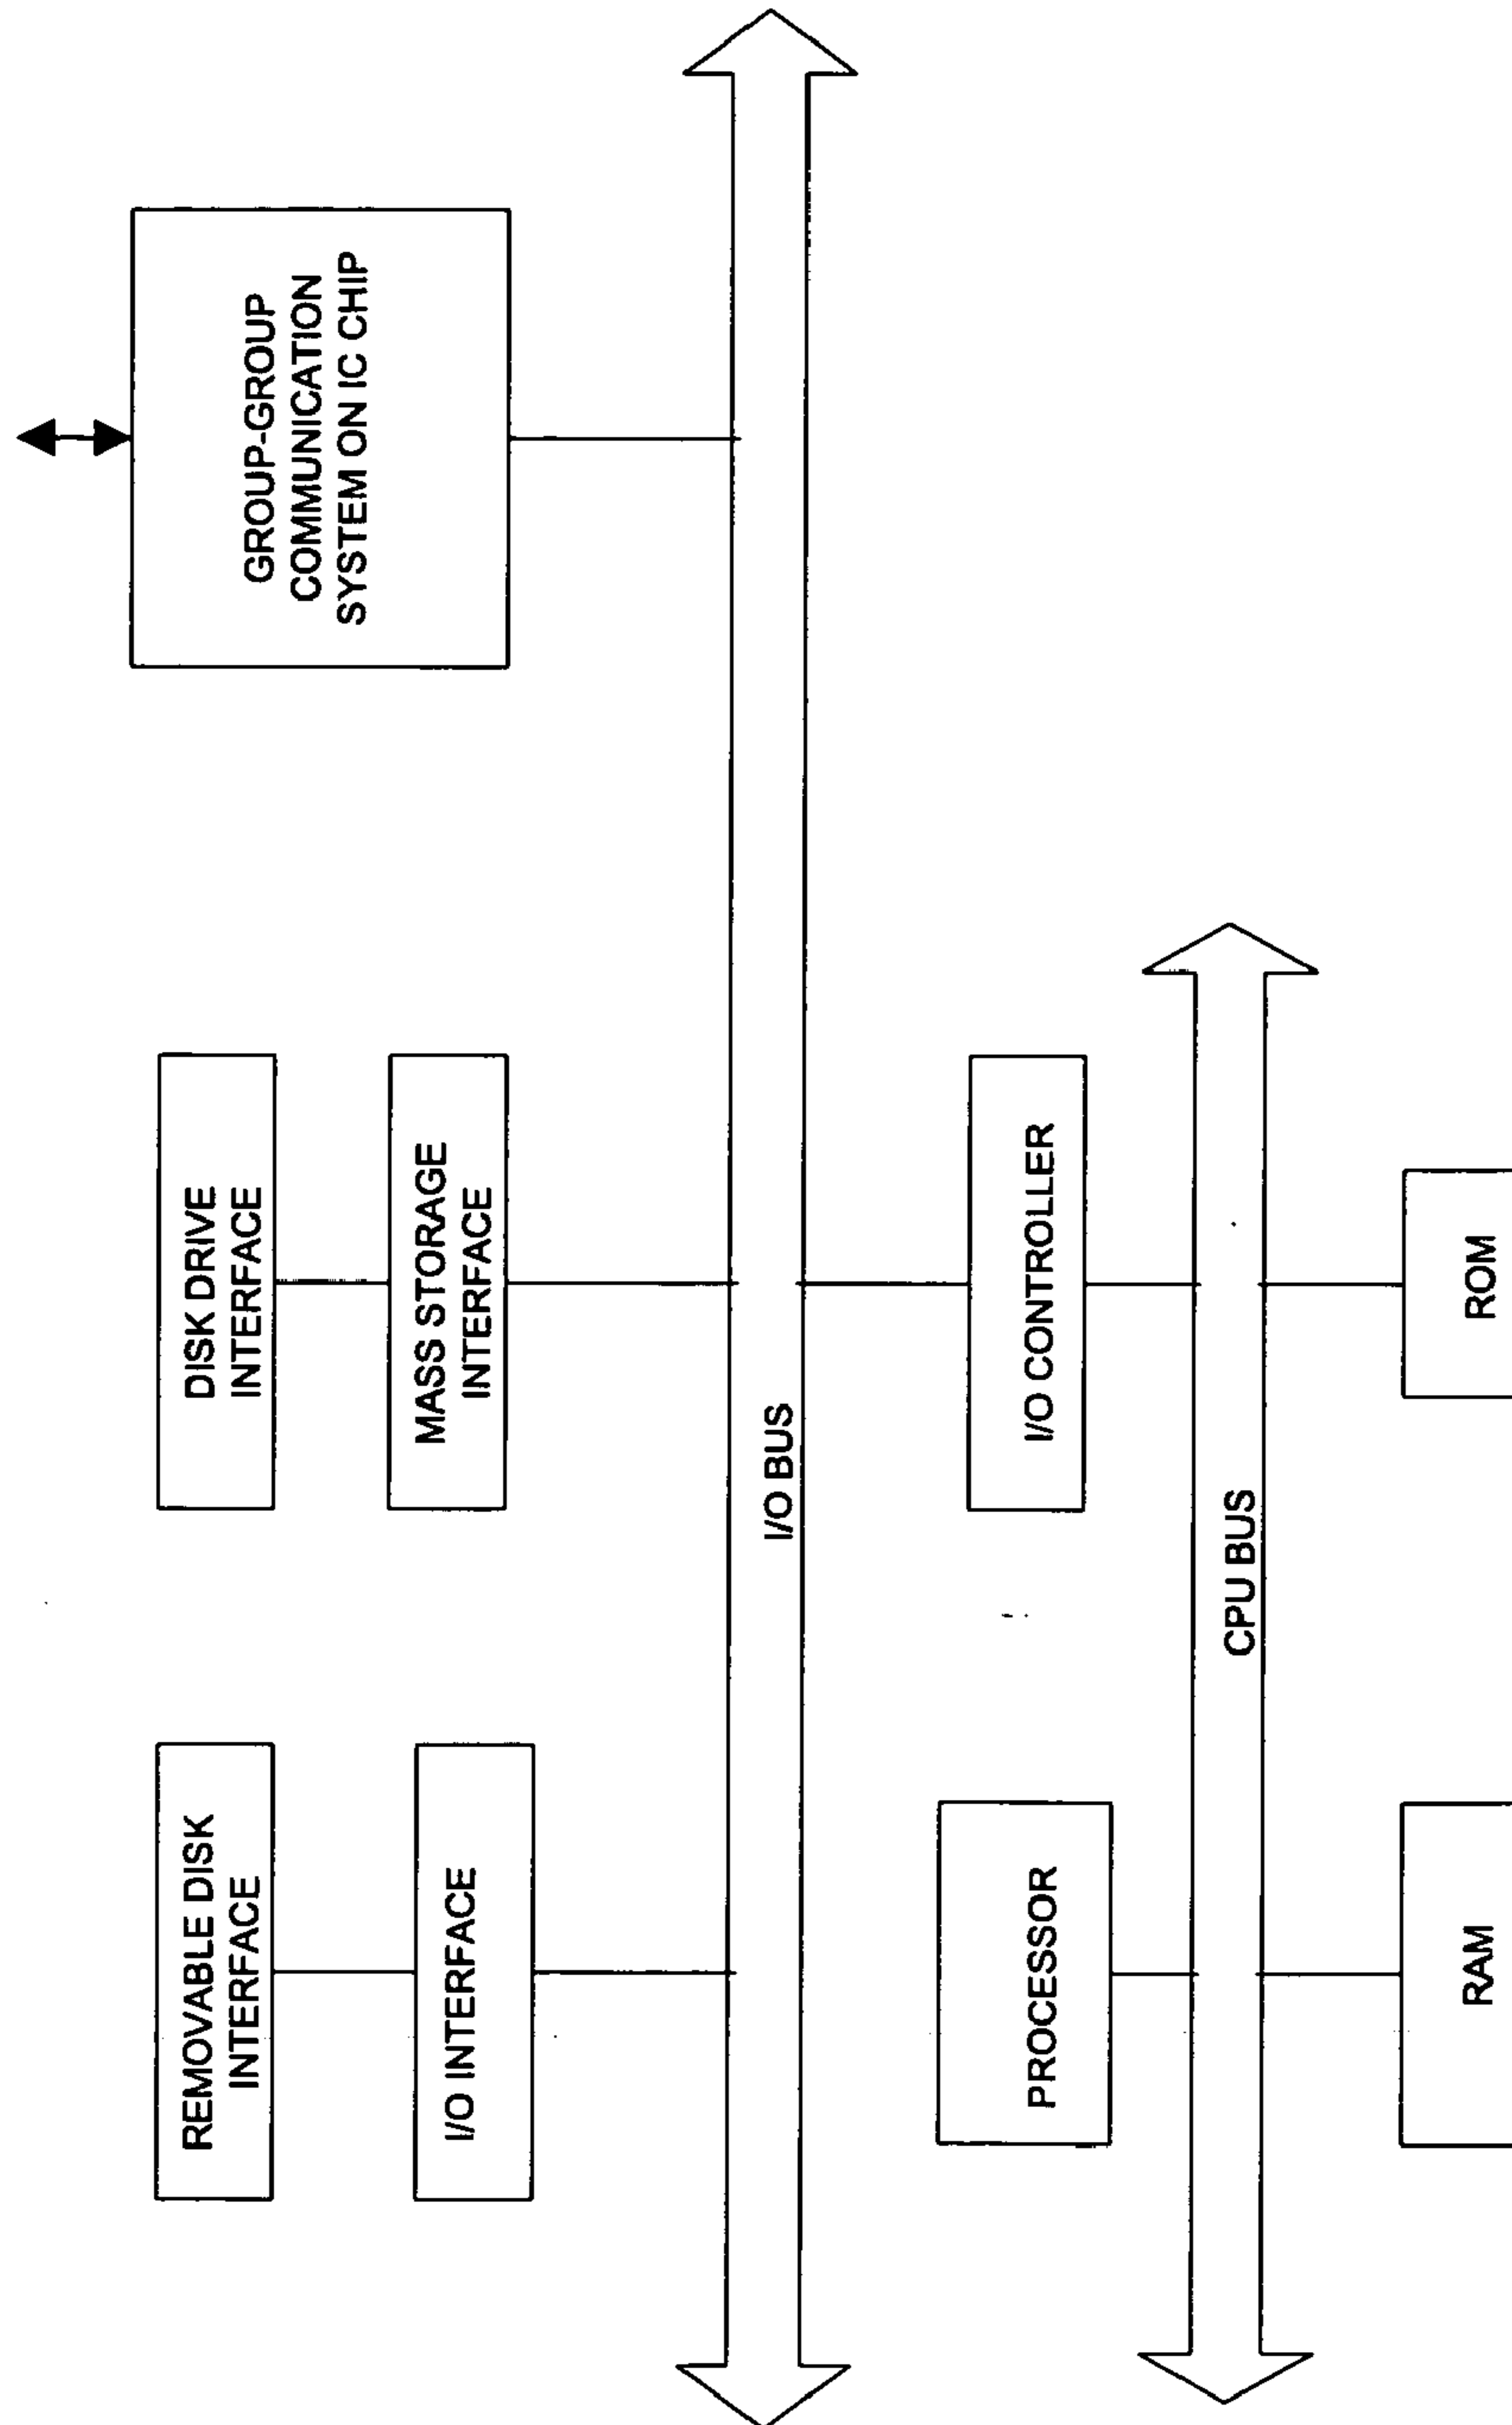 REMOVABLE DISK
INTERFACE
DISK DRIVE
INTERFACE
GROUP-GROUP
COMMUNICATION
SYSTEM ON IC CHIP
I/O INTERFACE
MASS STORAGE
INTERFACE
I/O BUS
PROCESSOR
I/O CONTROLLER
CPU BUS
RAM
ROM